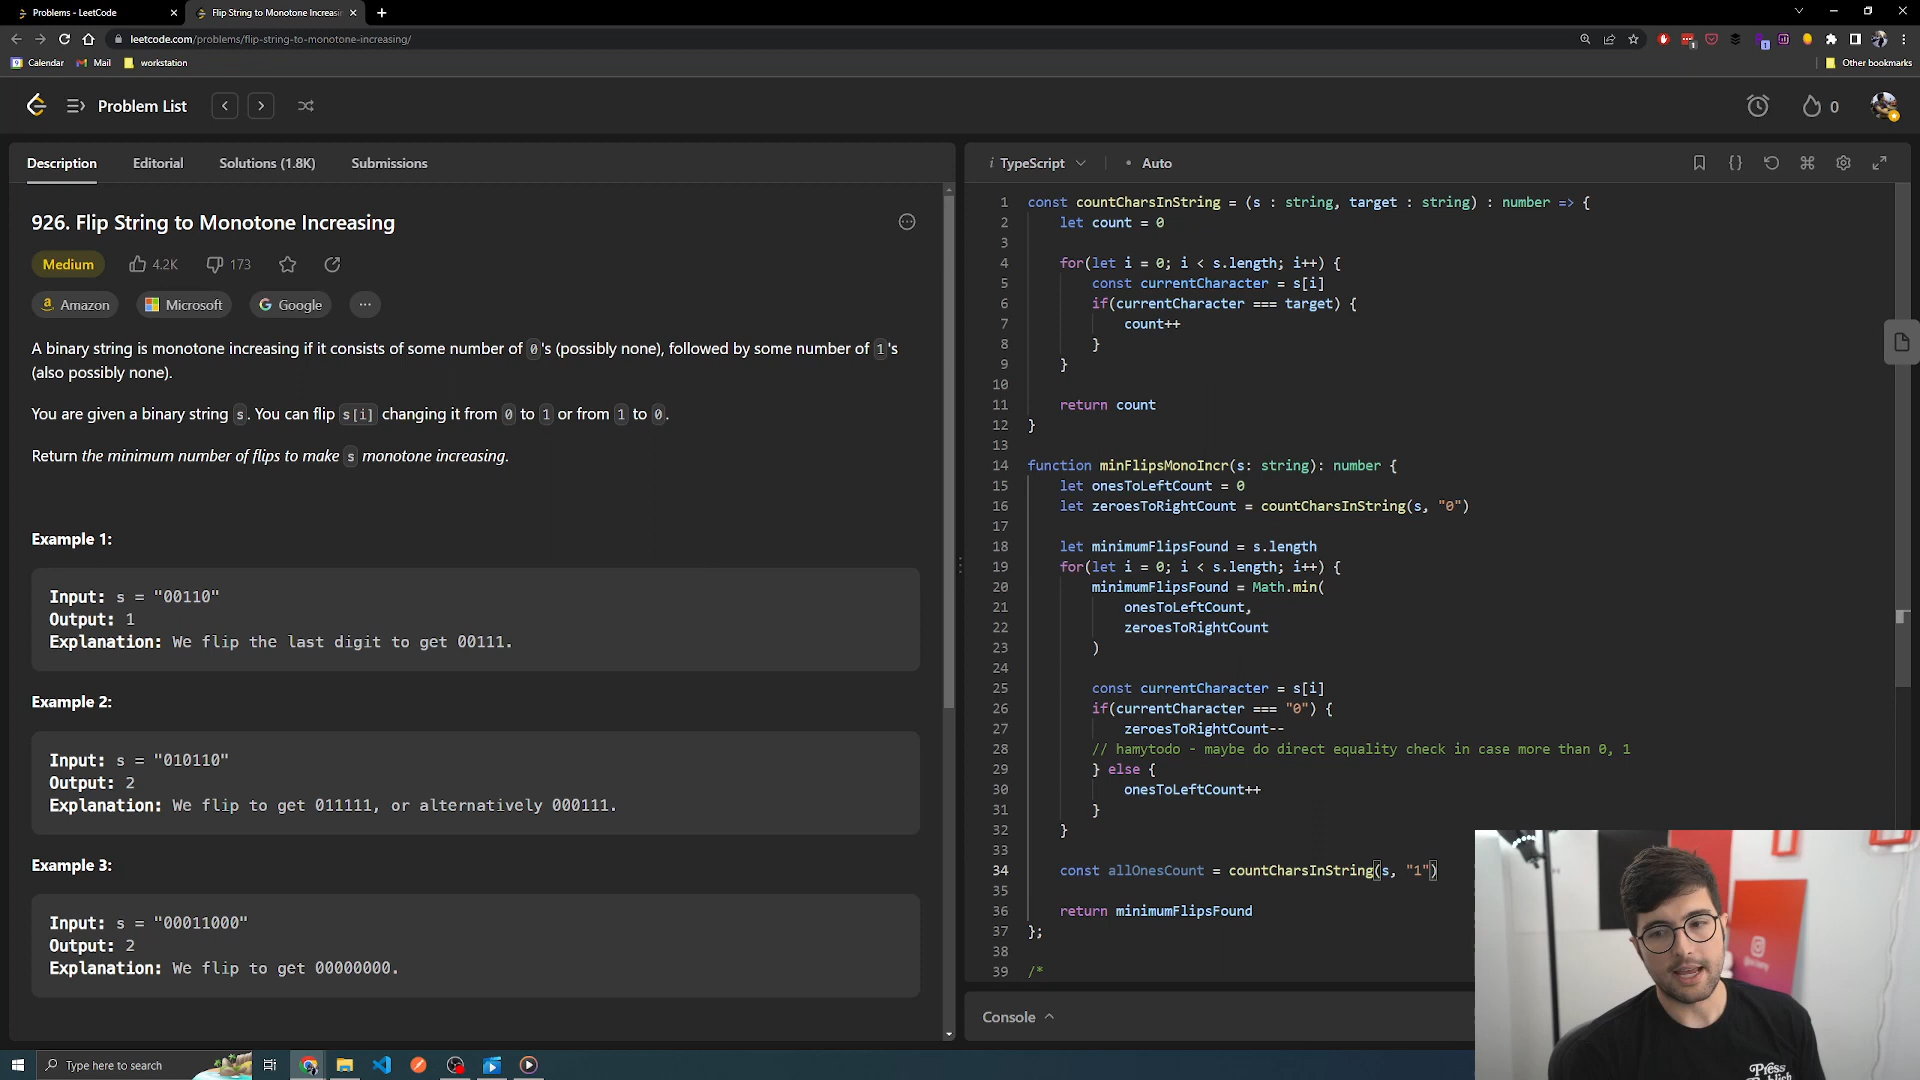 Problems - LeetCode
Flip String to Monotone Increasing
leetcode.com/problems/flip-string-to-monotone-increasing/
Calendar
Mail
workstation
Other bookmarks
Problem List
0
Description
Editorial
Solutions (1.8K)
Submissions
926. Flip String to Monotone Increasing
Medium
4.2K
173
Amazon
Microsoft
Google
A binary string is monotone increasing if it consists of some number of 0's (possibly none), followed by some number of 1's
(also possibly none).
You are given a binary string s. You can flip s[i] changing it from 0 to 1 or from 1 to 0.
Return the minimum number of flips to make s monotone increasing.
Example 1:
Input: s = "00110"
Output: 1
Explanation: We flip the last digit to get 00111.
Example 2:
Input: s = "010110"
Output: 2
Explanation: We flip to get 011111, or alternatively 000111.
Example 3:
Input: s = "00011000"
Output: 2
Explanation: We flip to get 00000000.
i TypeScript
• Auto
1 const countCharsInString = (s : string, target : string) : number => {
2 let count = 0
3
4 for(let i = 0; i < s.length; i++) {
5 const currentCharacter = s[i]
6 if(currentCharacter === target) {
7 count++
8 }
9 }
10
11 return count
12 }
13
14 function minFlipsMonoIncr(s: string): number {
15 let onesToLeftCount = 0
16 let zeroesToRightCount = countCharsInString(s, "0")
17
18 let minimumFlipsFound = s.length
19 for(let i = 0; i < s.length; i++) {
20 minimumFlipsFound = Math.min(
21 onesToLeftCount,
22 zeroesToRightCount
23 )
24
25 const currentCharacter = s[i]
26 if(currentCharacter === "0") {
27 zeroesToRightCount--
28 // hamytodo - maybe do direct equality check in case more than 0, 1
29 } else {
30 onesToLeftCount++
31 }
32 }
33
34 const allOnesCount = countCharsInString(s, "1")
35
36 return minimumFlipsFound
37 };
38
39 /*
Console
Type here to search
Press
Publish